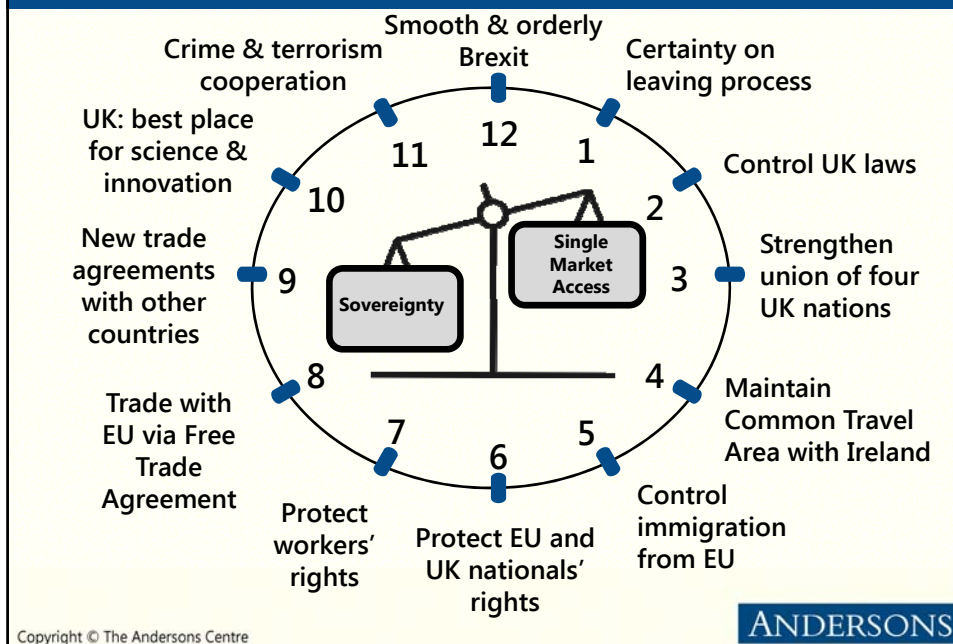 Smooth & orderly
Brexit
12
Certainty on
leaving process
1
Control UK laws
2
Strengthen
union of four
UK nations
3
Maintain
Common Travel
Area with Ireland
4
Control
immigration
from EU
5
Protect EU and
UK nationals’
rights
6
Protect
workers’
rights
7
Trade with
EU via Free
Trade
Agreement
8
New trade
agreements
with other
countries
9
UK: best place
for science &
innovation
10
Crime & terrorism
cooperation
11
Sovereignty
Single
Market
Access
Copyright © The Andersons Centre
ANDERSONS